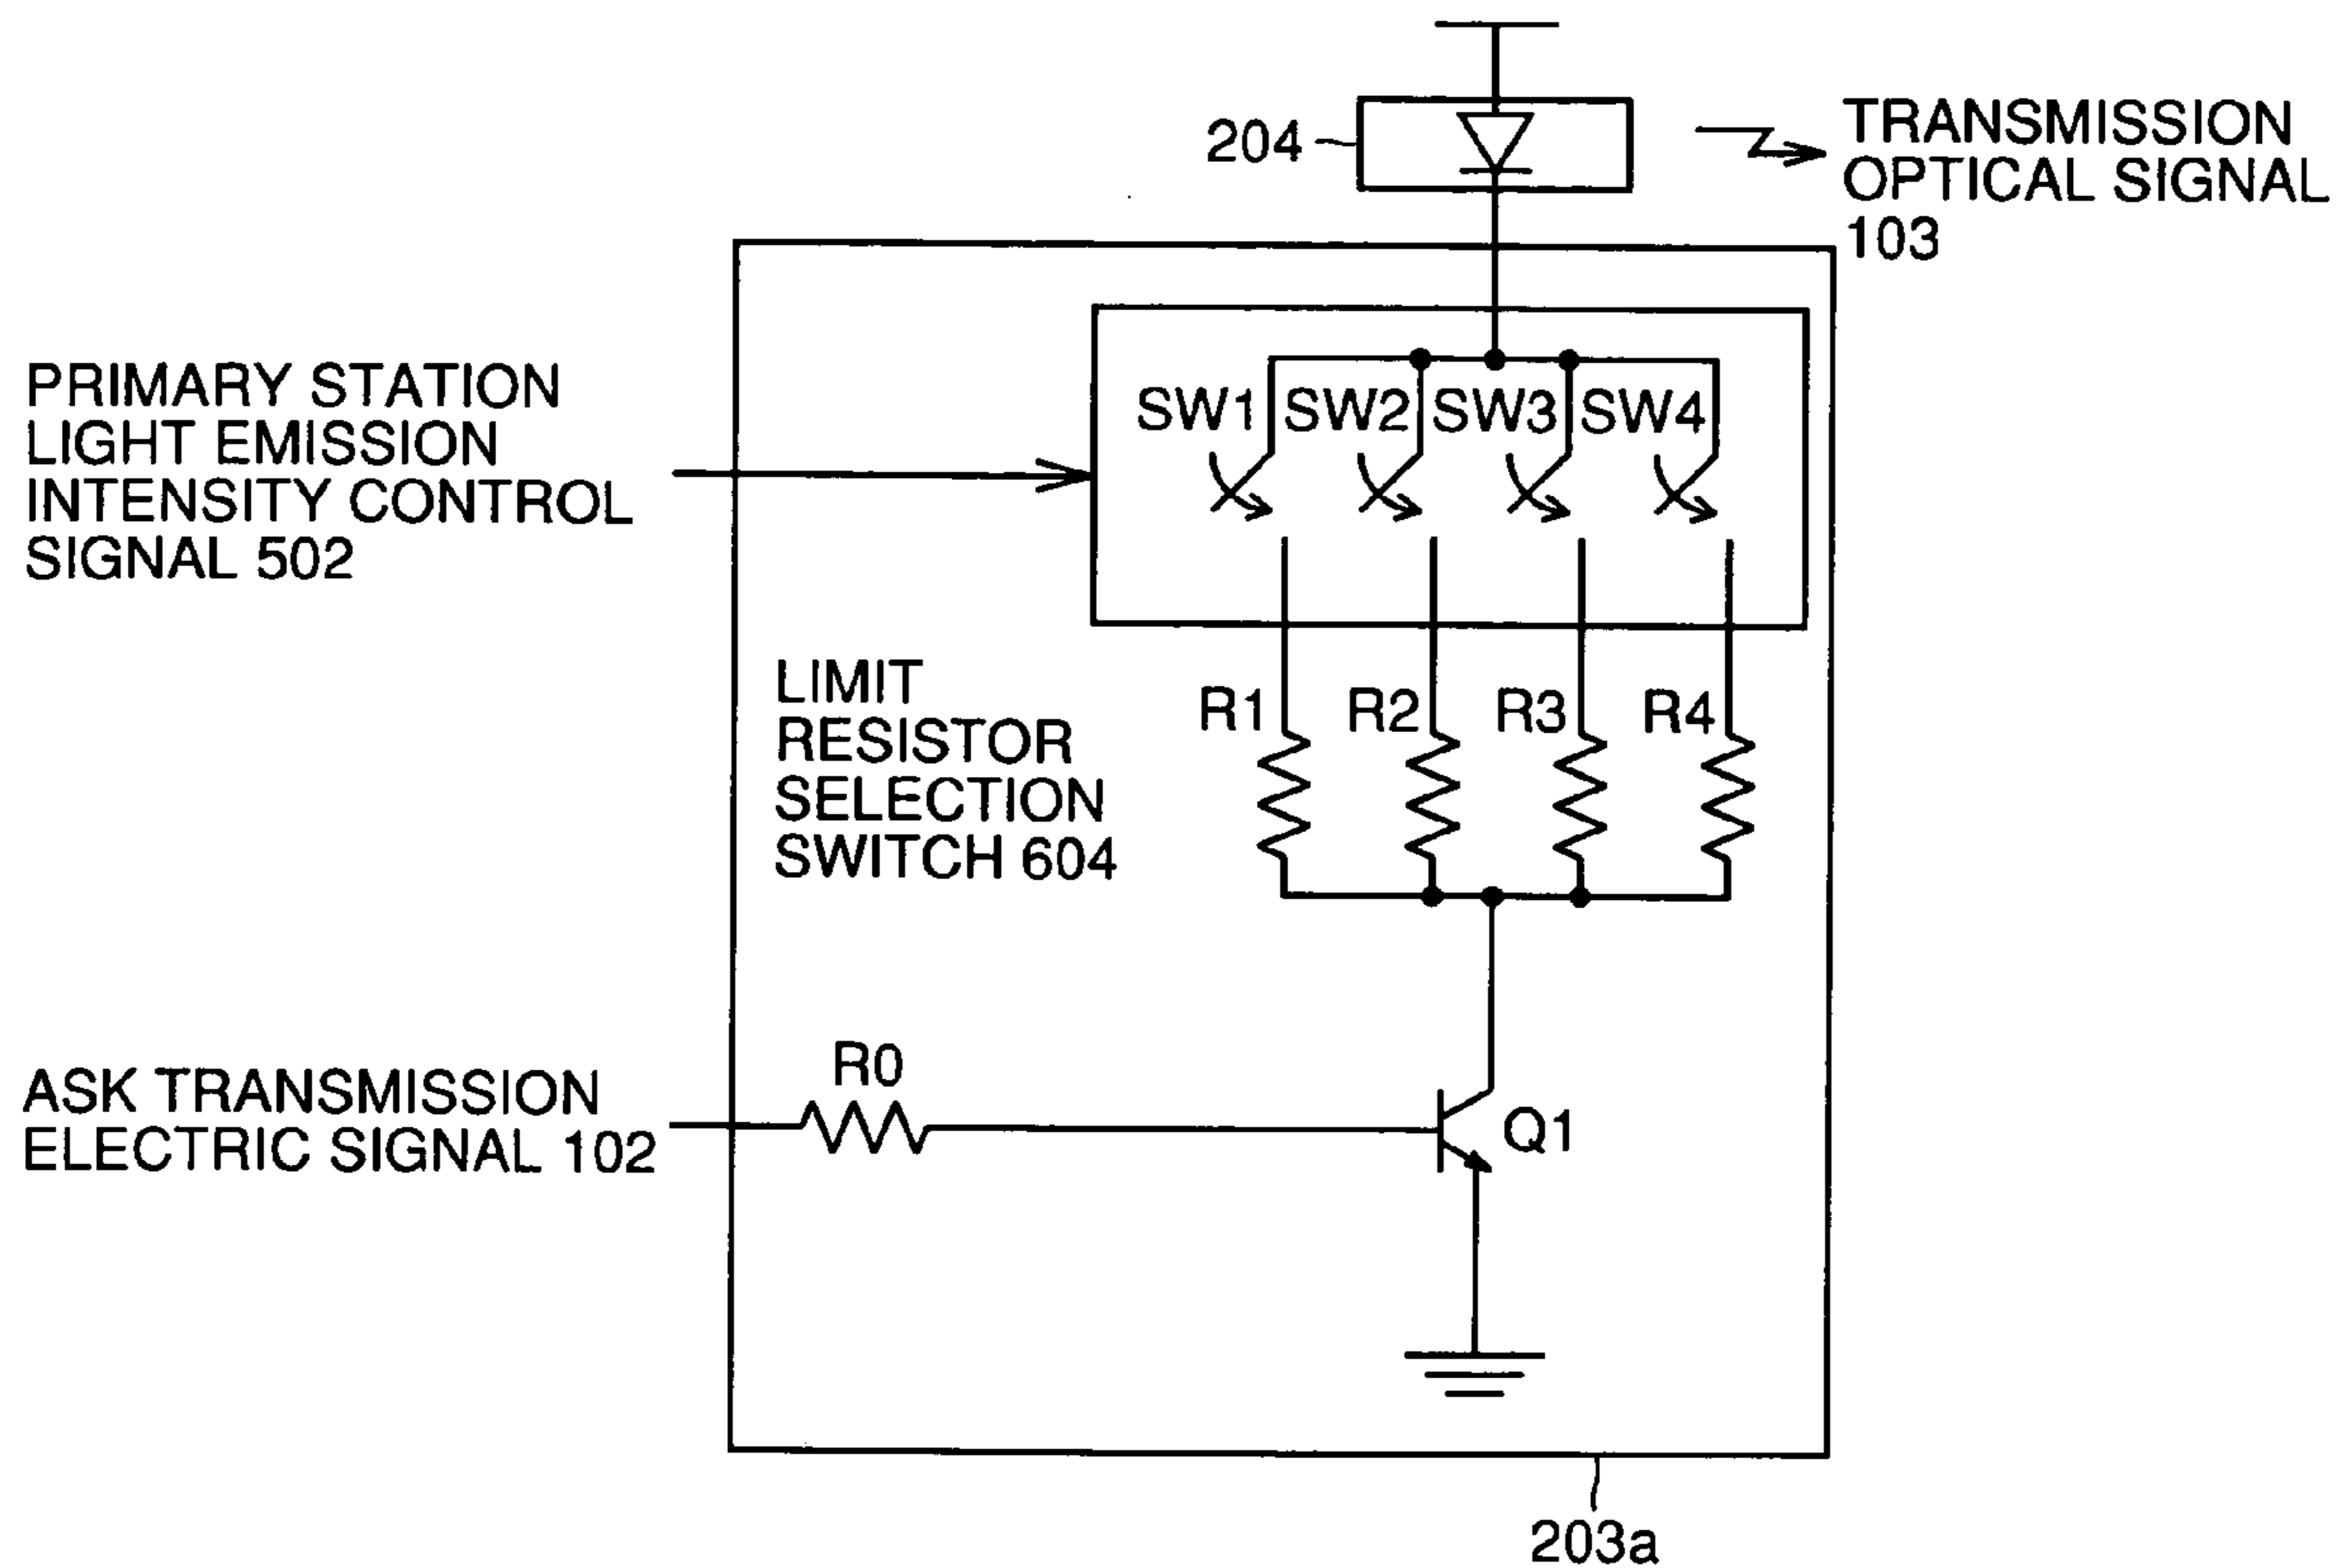 204
TRANSMISSION
OPTICAL SIGNAL
103
PRIMARY STATION
LIGHT EMISSION
INTENSITY CONTROL
SIGNAL 502
SW1 SW2 SW3 SW4
LIMIT
RESISTOR
SELECTION
SWITCH 604
R1 R2 R3 R4
R0
ASK TRANSMISSION
ELECTRIC SIGNAL 102
Q1
203a